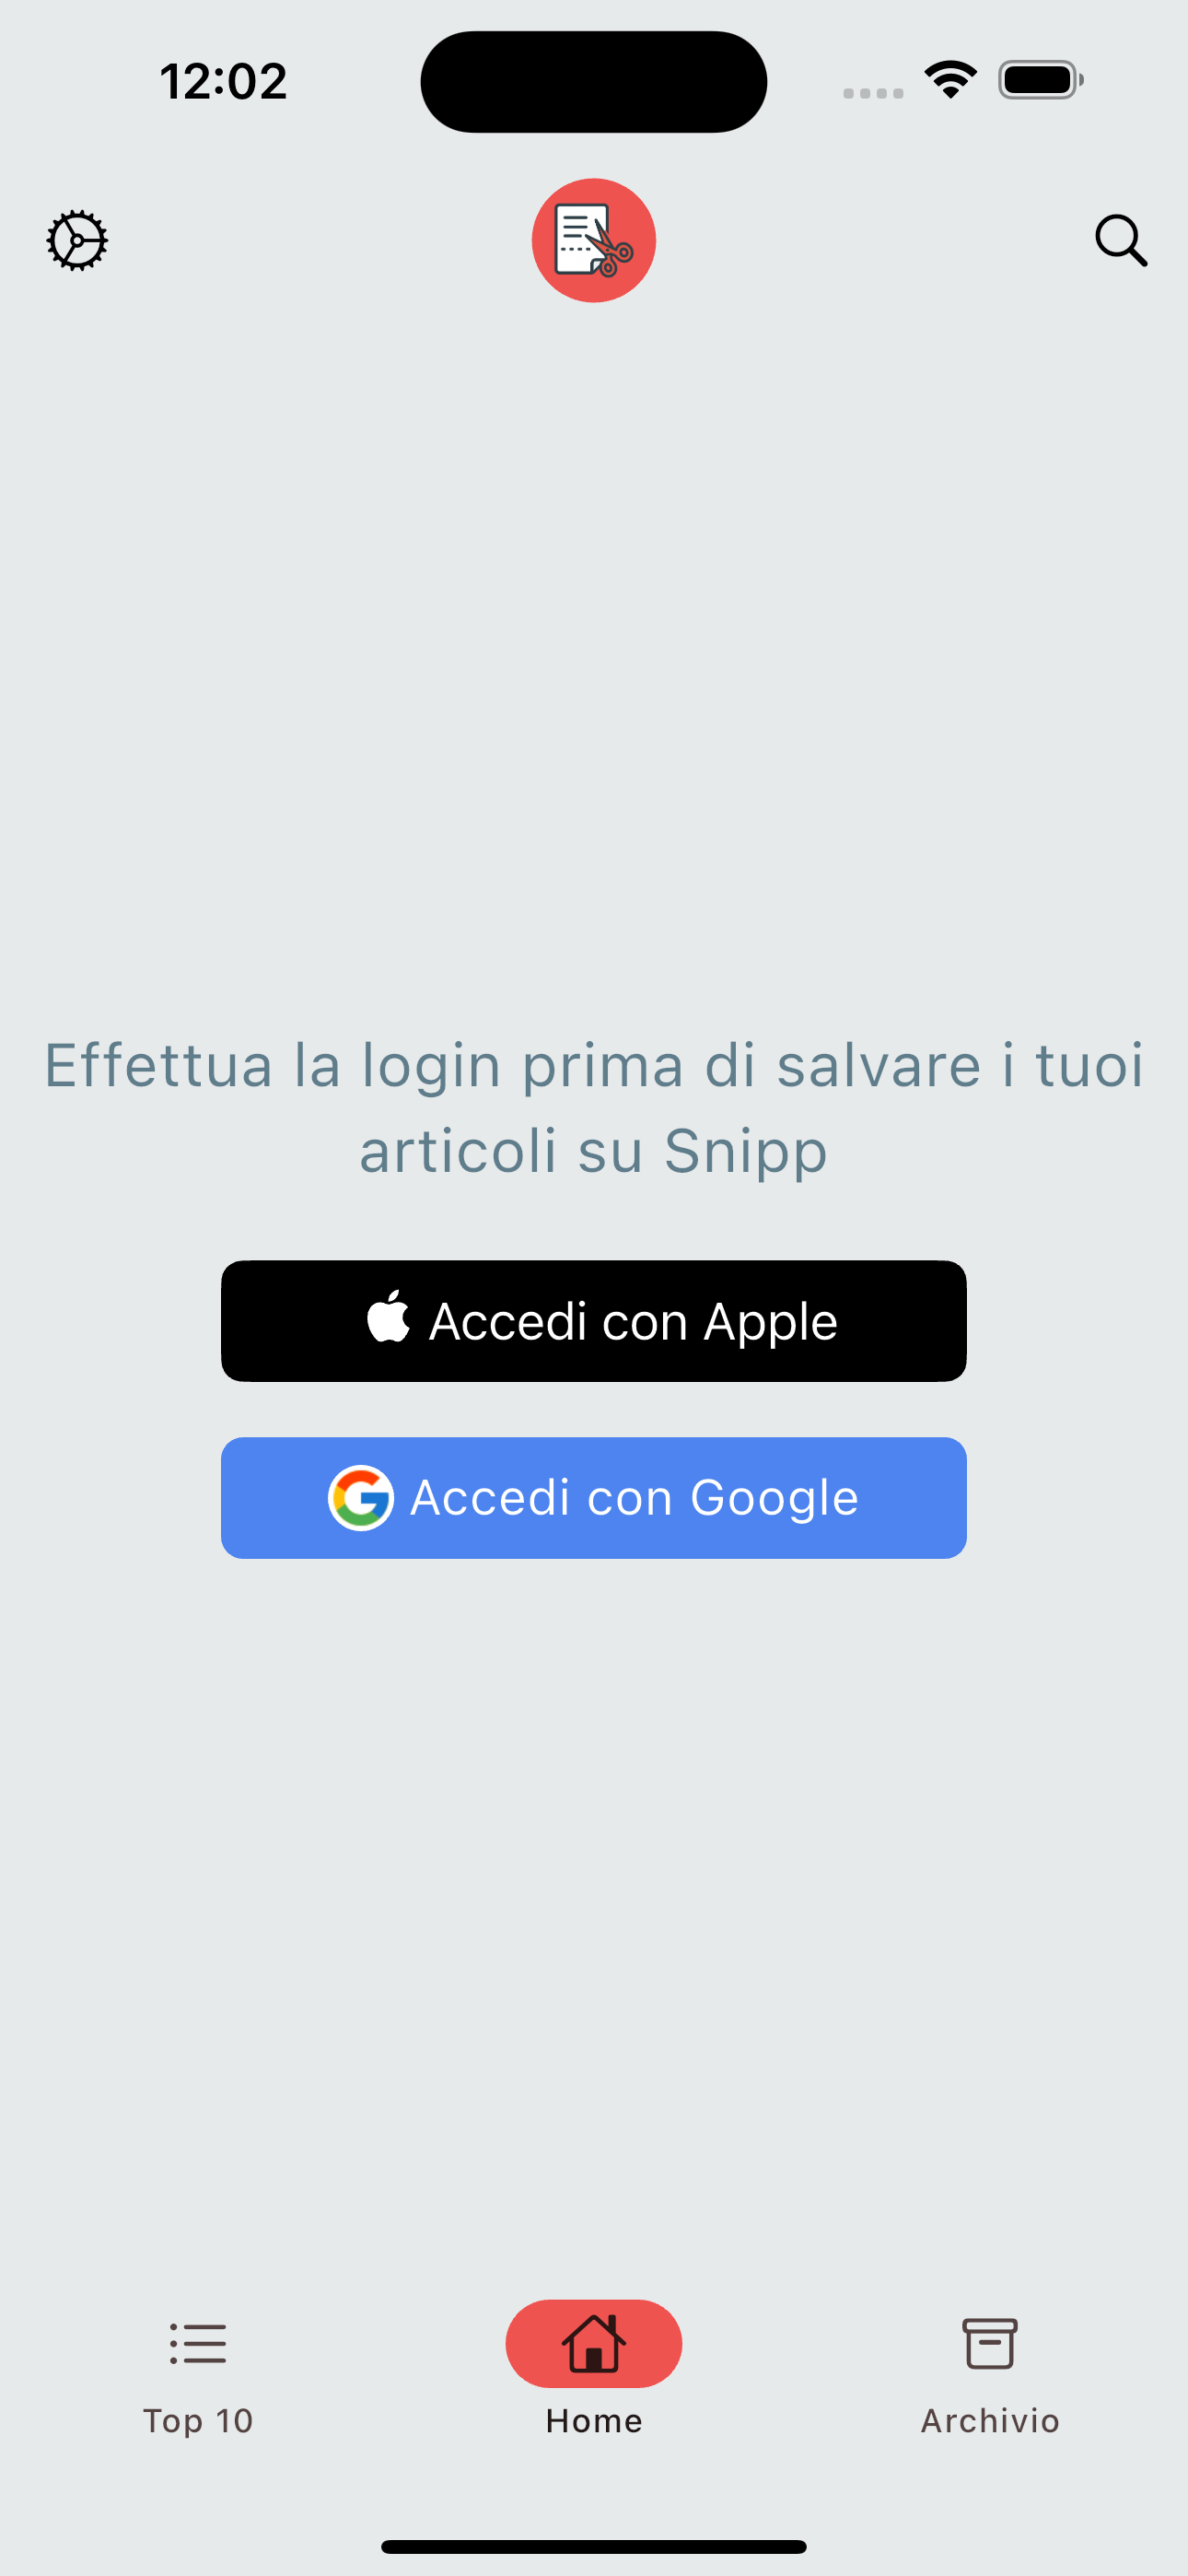 12:02
Effettua la login prima di salvare i tuoi
articoli su Snipp
Accedi con Apple
Accedi con Google
Top 10
Home
Archivio